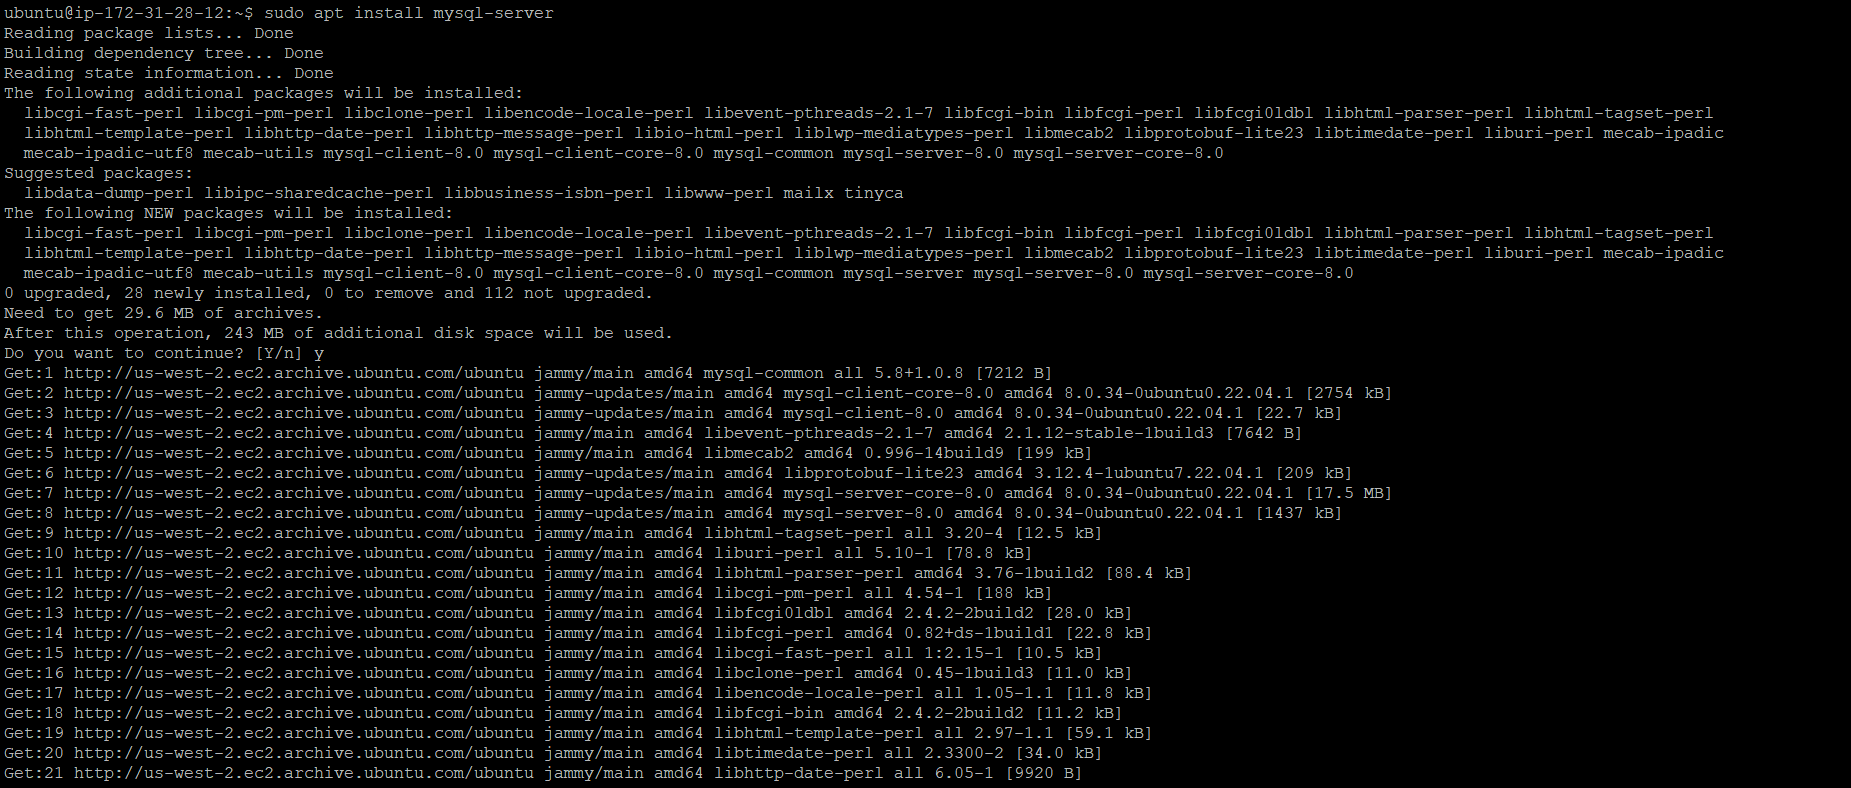 ubuntu@ip-172-31-28-12:~$ sudo apt install mysql-server
Reading package lists... Done
Building dependency tree... Done
Reading state information... Done
The following additional packages will be installed:
  libcgi-fast-perl libcgi-pm-perl libclone-perl libencode-locale-perl libevent-pthreads-2.1-7 libfcgi-bin libfcgi-perl libfcgi0ldbl libhtml-parser-perl libhtml-tagset-perl
  libhtml-template-perl libhttp-date-perl libhttp-message-perl libio-html-perl liblwp-mediatypes-perl libmecab2 libprotobuf-lite23 libtimedate-perl liburi-perl mecab-ipadic
  mecab-ipadic-utf8 mecab-utils mysql-client-8.0 mysql-client-core-8.0 mysql-common mysql-server-8.0 mysql-server-core-8.0
Suggested packages:
  libdata-dump-perl libipc-sharedcache-perl libbusiness-isbn-perl libwww-perl mailx tinyca
The following NEW packages will be installed:
  libcgi-fast-perl libcgi-pm-perl libclone-perl libencode-locale-perl libevent-pthreads-2.1-7 libfcgi-bin libfcgi-perl libfcgi0ldbl libhtml-parser-perl libhtml-tagset-perl
  libhtml-template-perl libhttp-date-perl libhttp-message-perl libio-html-perl liblwp-mediatypes-perl libmecab2 libprotobuf-lite23 libtimedate-perl liburi-perl mecab-ipadic
  mecab-ipadic-utf8 mecab-utils mysql-client-8.0 mysql-client-core-8.0 mysql-common mysql-server mysql-server-8.0 mysql-server-core-8.0
0 upgraded, 28 newly installed, 0 to remove and 112 not upgraded.
Need to get 29.6 MB of archives.
After this operation, 243 MB of additional disk space will be used.
Do you want to continue? [Y/n] y
Get:1 http://us-west-2.ec2.archive.ubuntu.com/ubuntu jammy/main amd64 mysql-common all 5.8+1.0.8 [7212 B]
Get:2 http://us-west-2.ec2.archive.ubuntu.com/ubuntu jammy-updates/main amd64 mysql-client-core-8.0 amd64 8.0.34-0ubuntu0.22.04.1 [2754 kB]
Get:3 http://us-west-2.ec2.archive.ubuntu.com/ubuntu jammy-updates/main amd64 mysql-client-8.0 amd64 8.0.34-0ubuntu0.22.04.1 [22.7 kB]
Get:4 http://us-west-2.ec2.archive.ubuntu.com/ubuntu jammy/main amd64 libevent-pthreads-2.1-7 amd64 2.1.12-stable-1build3 [7642 B]
Get:5 http://us-west-2.ec2.archive.ubuntu.com/ubuntu jammy/main amd64 libmecab2 amd64 0.996-14build9 [199 kB]
Get:6 http://us-west-2.ec2.archive.ubuntu.com/ubuntu jammy-updates/main amd64 libprotobuf-lite23 amd64 3.12.4-1ubuntu7.22.04.1 [209 kB]
Get:7 http://us-west-2.ec2.archive.ubuntu.com/ubuntu jammy-updates/main amd64 mysql-server-core-8.0 amd64 8.0.34-0ubuntu0.22.04.1 [17.5 MB]
Get:8 http://us-west-2.ec2.archive.ubuntu.com/ubuntu jammy-updates/main amd64 mysql-server-8.0 amd64 8.0.34-0ubuntu0.22.04.1 [1437 kB]
Get:9 http://us-west-2.ec2.archive.ubuntu.com/ubuntu jammy/main amd64 libhtml-tagset-perl all 3.20-4 [12.5 kB]
Get:10 http://us-west-2.ec2.archive.ubuntu.com/ubuntu jammy/main amd64 liburi-perl all 5.10-1 [78.8 kB]
Get:11 http://us-west-2.ec2.archive.ubuntu.com/ubuntu jammy/main amd64 libhtml-parser-perl amd64 3.76-1build2 [88.4 kB]
Get:12 http://us-west-2.ec2.archive.ubuntu.com/ubuntu jammy/main amd64 libcgi-pm-perl all 4.54-1 [188 kB]
Get:13 http://us-west-2.ec2.archive.ubuntu.com/ubuntu jammy/main amd64 libfcgi0ldbl amd64 2.4.2-2build2 [28.0 kB]
Get:14 http://us-west-2.ec2.archive.ubuntu.com/ubuntu jammy/main amd64 libfcgi-perl amd64 0.82+ds-1build1 [22.8 kB]
Get:15 http://us-west-2.ec2.archive.ubuntu.com/ubuntu jammy/main amd64 libcgi-fast-perl all 1:2.15-1 [10.5 kB]
Get:16 http://us-west-2.ec2.archive.ubuntu.com/ubuntu jammy/main amd64 libclone-perl amd64 0.45-1build3 [11.0 kB]
Get:17 http://us-west-2.ec2.archive.ubuntu.com/ubuntu jammy/main amd64 libencode-locale-perl all 1.05-1.1 [11.8 kB]
Get:18 http://us-west-2.ec2.archive.ubuntu.com/ubuntu jammy/main amd64 libfcgi-bin amd64 2.4.2-2build2 [11.2 kB]
Get:19 http://us-west-2.ec2.archive.ubuntu.com/ubuntu jammy/main amd64 libhtml-template-perl all 2.97-1.1 [59.1 kB]
Get:20 http://us-west-2.ec2.archive.ubuntu.com/ubuntu jammy/main amd64 libtimedate-perl all 2.3300-2 [34.0 kB]
Get:21 http://us-west-2.ec2.archive.ubuntu.com/ubuntu jammy/main amd64 libhttp-date-perl all 6.05-1 [9920 B]